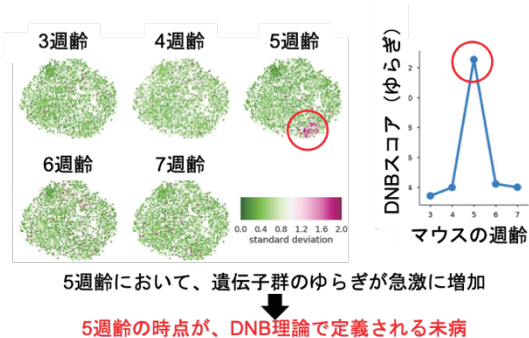 3週齢 4週齢 5週齢
6週齢 7週齢
0.0 0.4 0.8 1.2 1.6 2.0
standard deviation
DNBスコア（ゆらぎ）
2
0
8
5
4
3 4 5 6 7
マウスの週齢
5週齢において、遺伝子群のゆらぎが急激に増加
5週齢の時点が、DNB理論で定義される未病